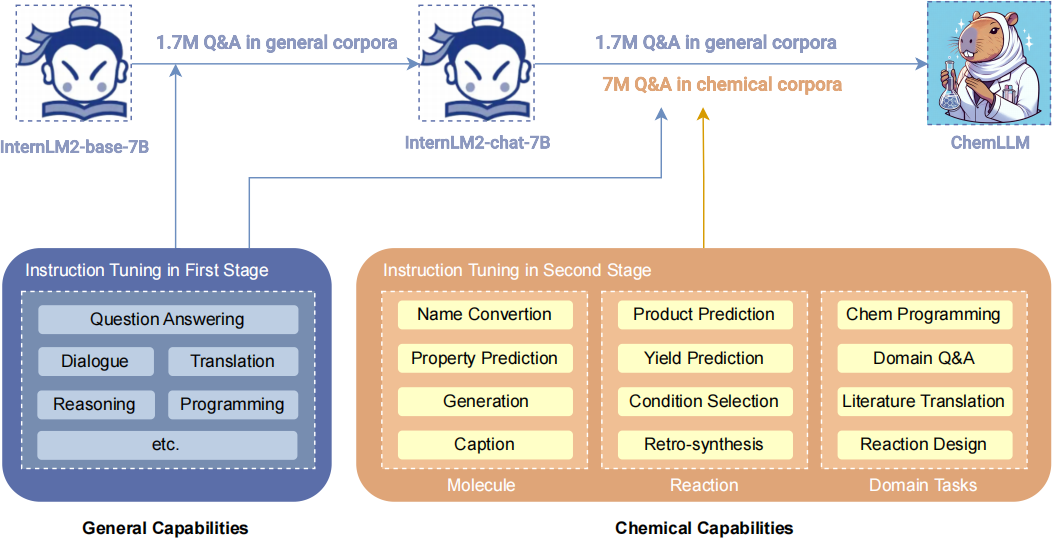 1.7M Q&A in general corpora
1.7M Q&A in general corpora
7M Q&A in chemical corpora
InternLM2-base-7B
InternLM2-chat-7B
ChemLLM
Instruction Tuning in First Stage
Question Answering
Dialogue
Translation
Reasoning
Programming
etc.
General Capabilities
Instruction Tuning in Second Stage
Name Convertion
Property Prediction
Generation
Caption
Molecule
Product Prediction
Yield Prediction
Condition Selection
Retro-synthesis
Reaction
Chem Programming
Domain Q&A
Literature Translation
Reaction Design
Domain Tasks
Chemical Capabilities